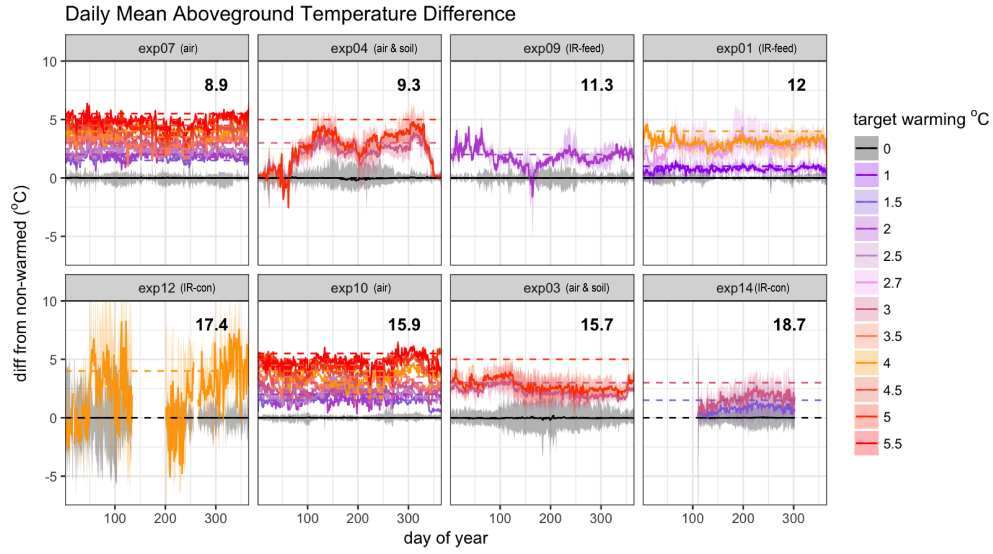 Daily Mean Aboveground Temperature Difference
exp07 (air) exp04 (air & soil) exp09 (IR-feed) exp01 (IR-feed)
10
5
0
-5
8.9 9.3 11.3 12
exp12 (IR-con) exp10 (air) exp03 (air & soil) exp14(IR-con)
10
5
0
-5
17.4 15.9 15.7 18.7
100 200 300 100 200 300 100 200 300 100 200 300
day of year
diff from non-warmed (°C)
target warming °C
0
1
1.5
2
2.5
2.7
3
3.5
4
4.5
5
5.5